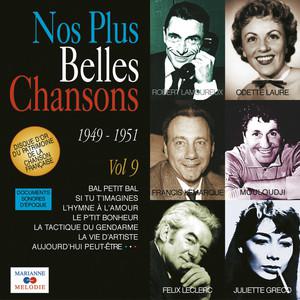 Nos Plus
Belles
Chansons
1949 - 1951
Vol 9
DISQUE D'OR
DU PATRIMOINE
DE LA
CHANSON
FRANÇAISE
DOCUMENTS
SONORES
D'ÉPOQUE
BAL PETIT BAL
SI TU T'IMAGINES
L'HYMNE À L'AMOUR
LE P'TIT BONHEUR
LA TACTIQUE DU GENDARME
LA VIE D'ARTISTE
AUJOURD'HUI PEUT-ÊTRE •••
MARIANNE
MELODIE
ROBERT LAMOUREUX
ODETTE LAURE
FRANCIS LEMARQUE
MOULOUDJI
FELIX LECLERC
JULIETTE GRECO